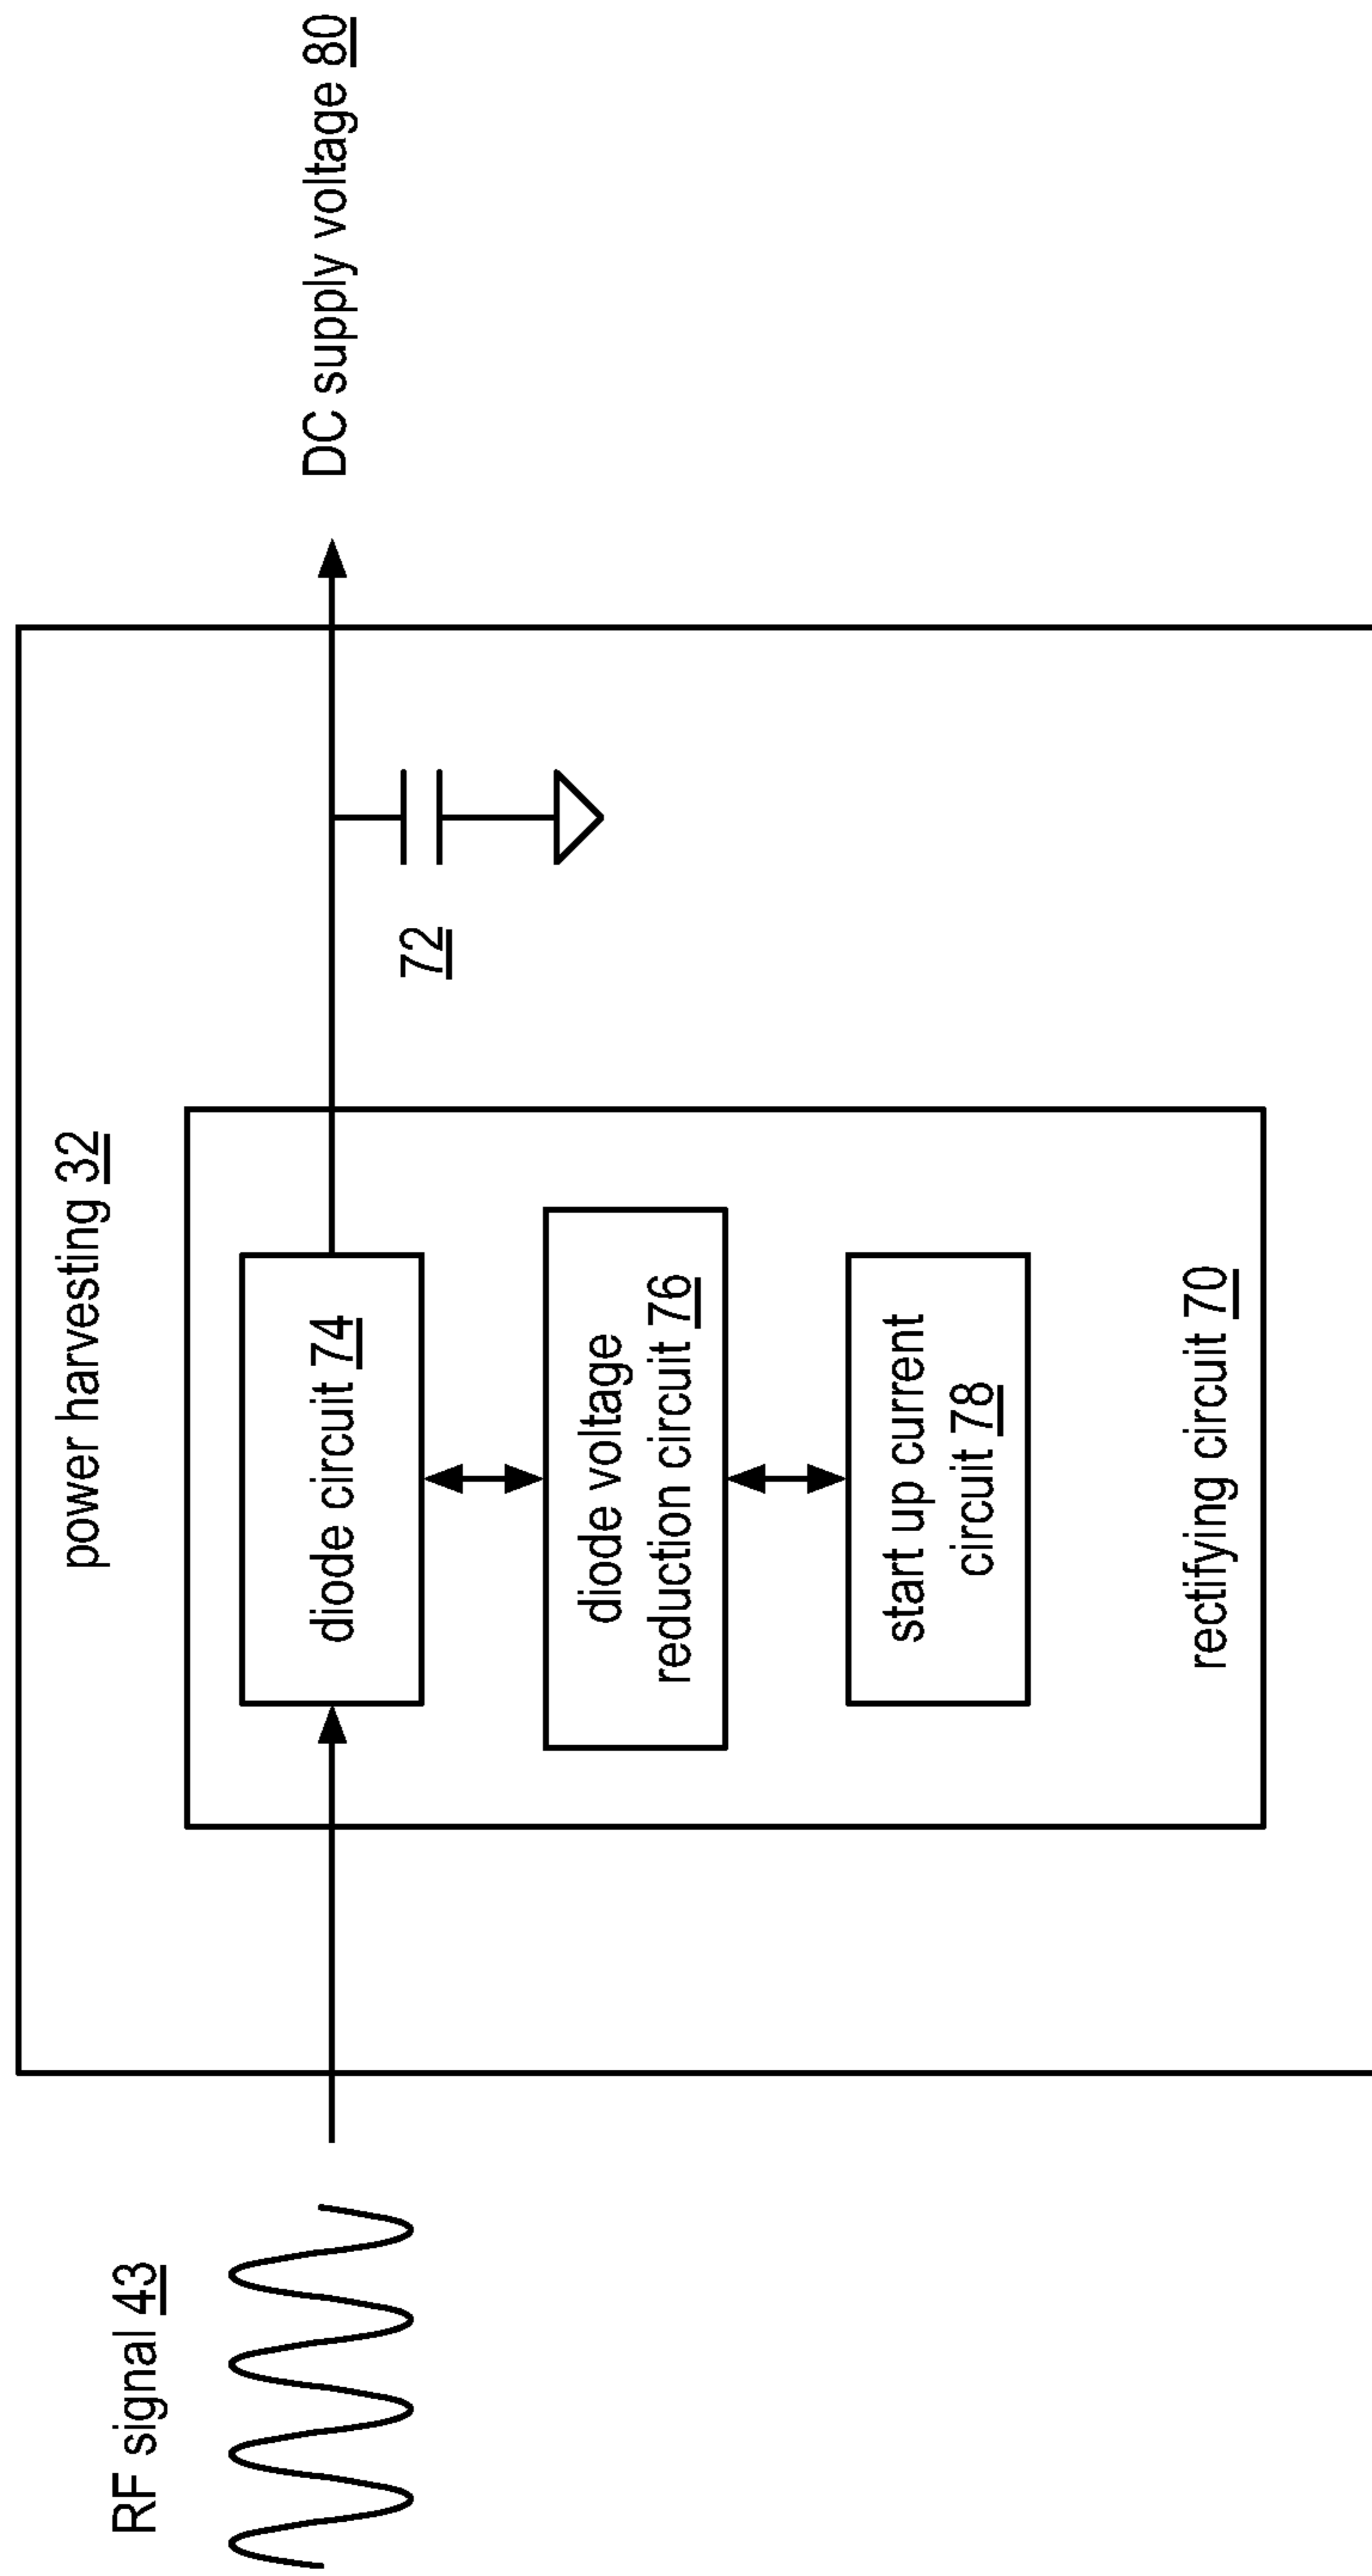 RF signal 43
power harvesting 32
DC supply voltage 80
diode circuit 74
72
diode voltage
reduction circuit 76
start up current
circuit 78
rectifying circuit 70